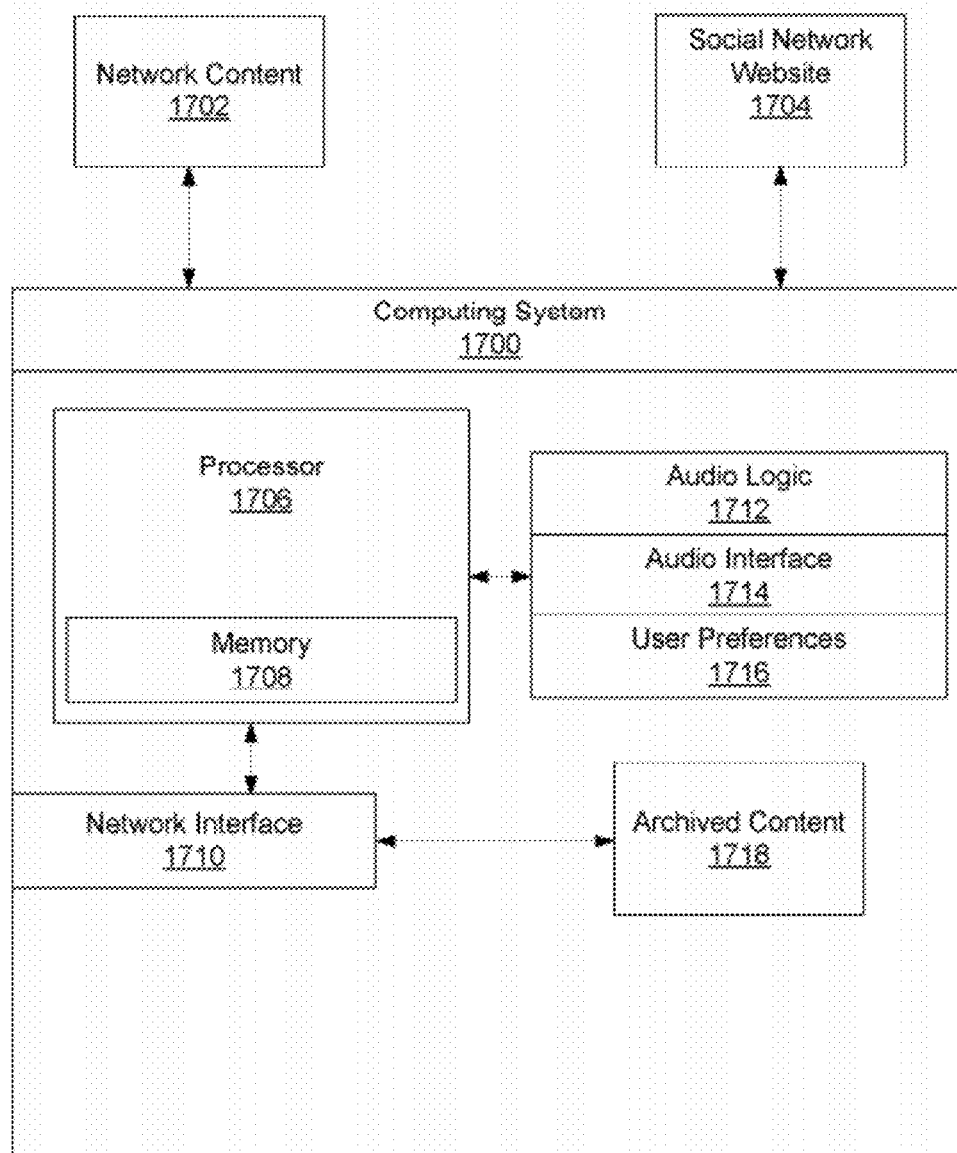 Network Content
1702
Social Network
Website
1704
Computing System
1700
Processor
1706
Memory
1708
Audio Logic
1712
Audio Interface
1714
User Preferences
1716
Network Interface
1710
Archived Content
1718